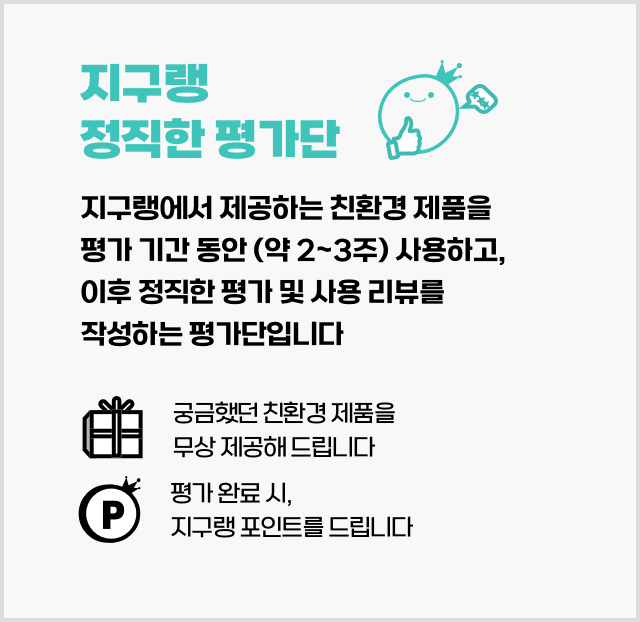 지구랭
정직한 평가단
지구랭에서 제공하는 친환경 제품을
평가 기간 동안 (약 2~3주) 사용하고,
이후 정직한 평가 및 사용 리뷰를
작성하는 평가단입니다
궁금했던 친환경 제품을
무상 제공해 드립니다
P
평가 완료 시,
지구랭 포인트를 드립니다